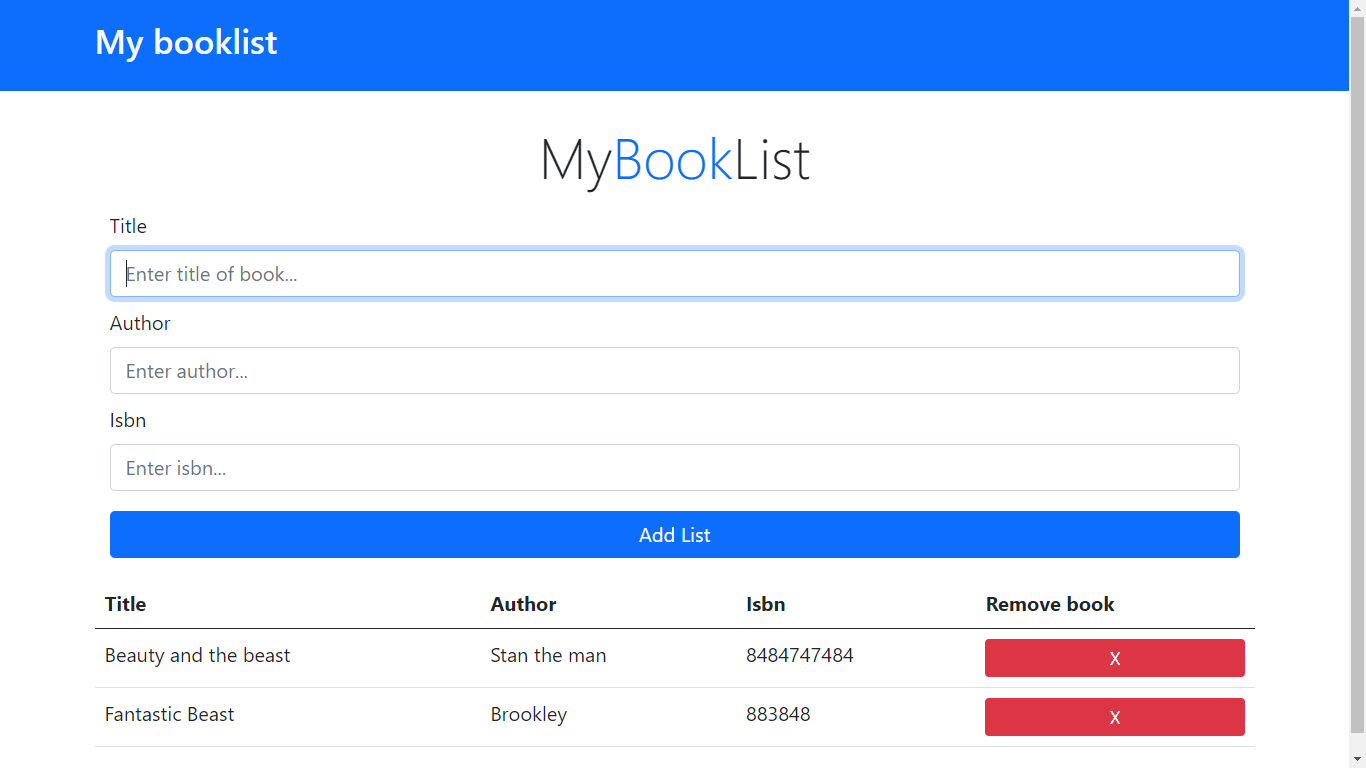 My booklist
MyBookList
Title
Enter title of book...
Author
Enter author...
Isbn
Enter isbn...
Add List
Title Author Isbn Remove book
Beauty and the beast Stan the man 8484747484 X
Fantastic Beast Brookley 883848 X